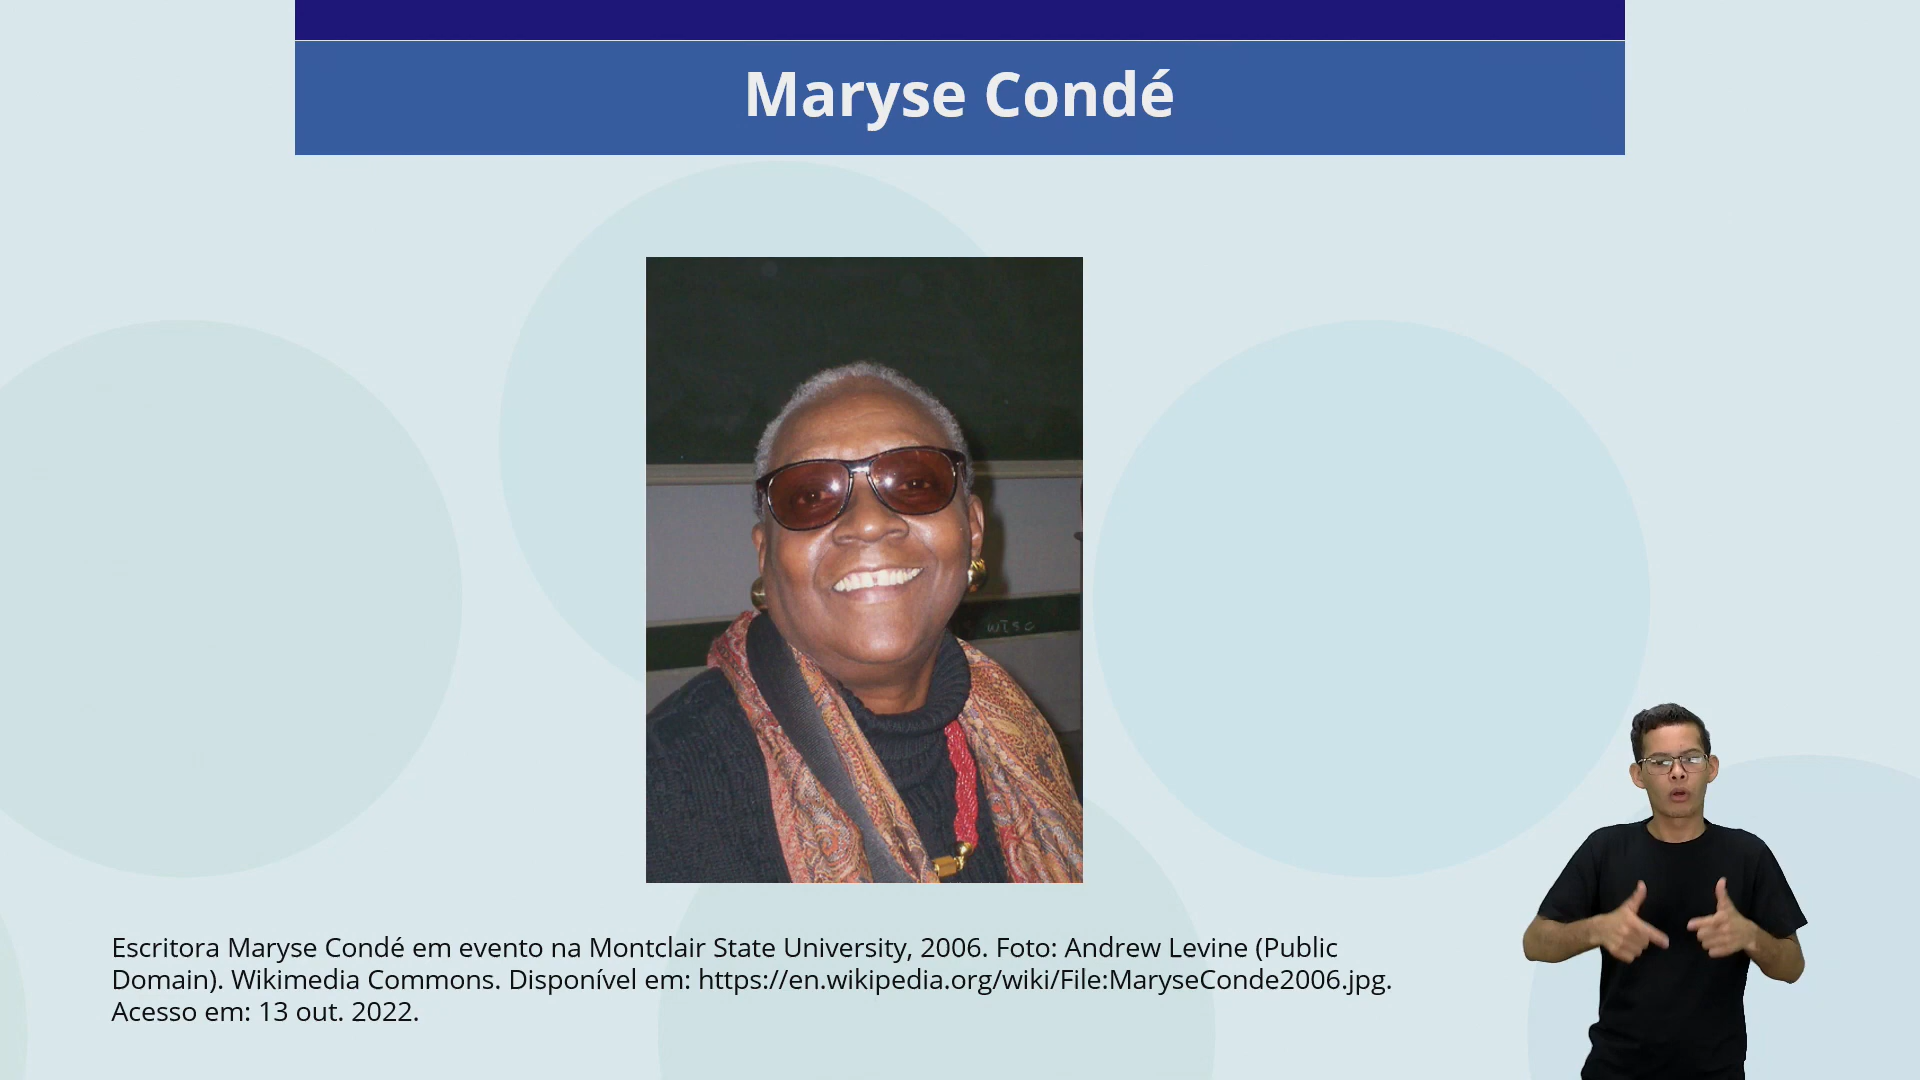 Maryse Condé
wisc
Escritora Maryse Condé em evento na Montclair State University, 2006. Foto: Andrew Levine (Public
Domain). Wikimedia Commons. Disponível em: https://en.wikipedia.org/wiki/File:MaryseConde2006.jpg.
Acesso em: 13 out. 2022.